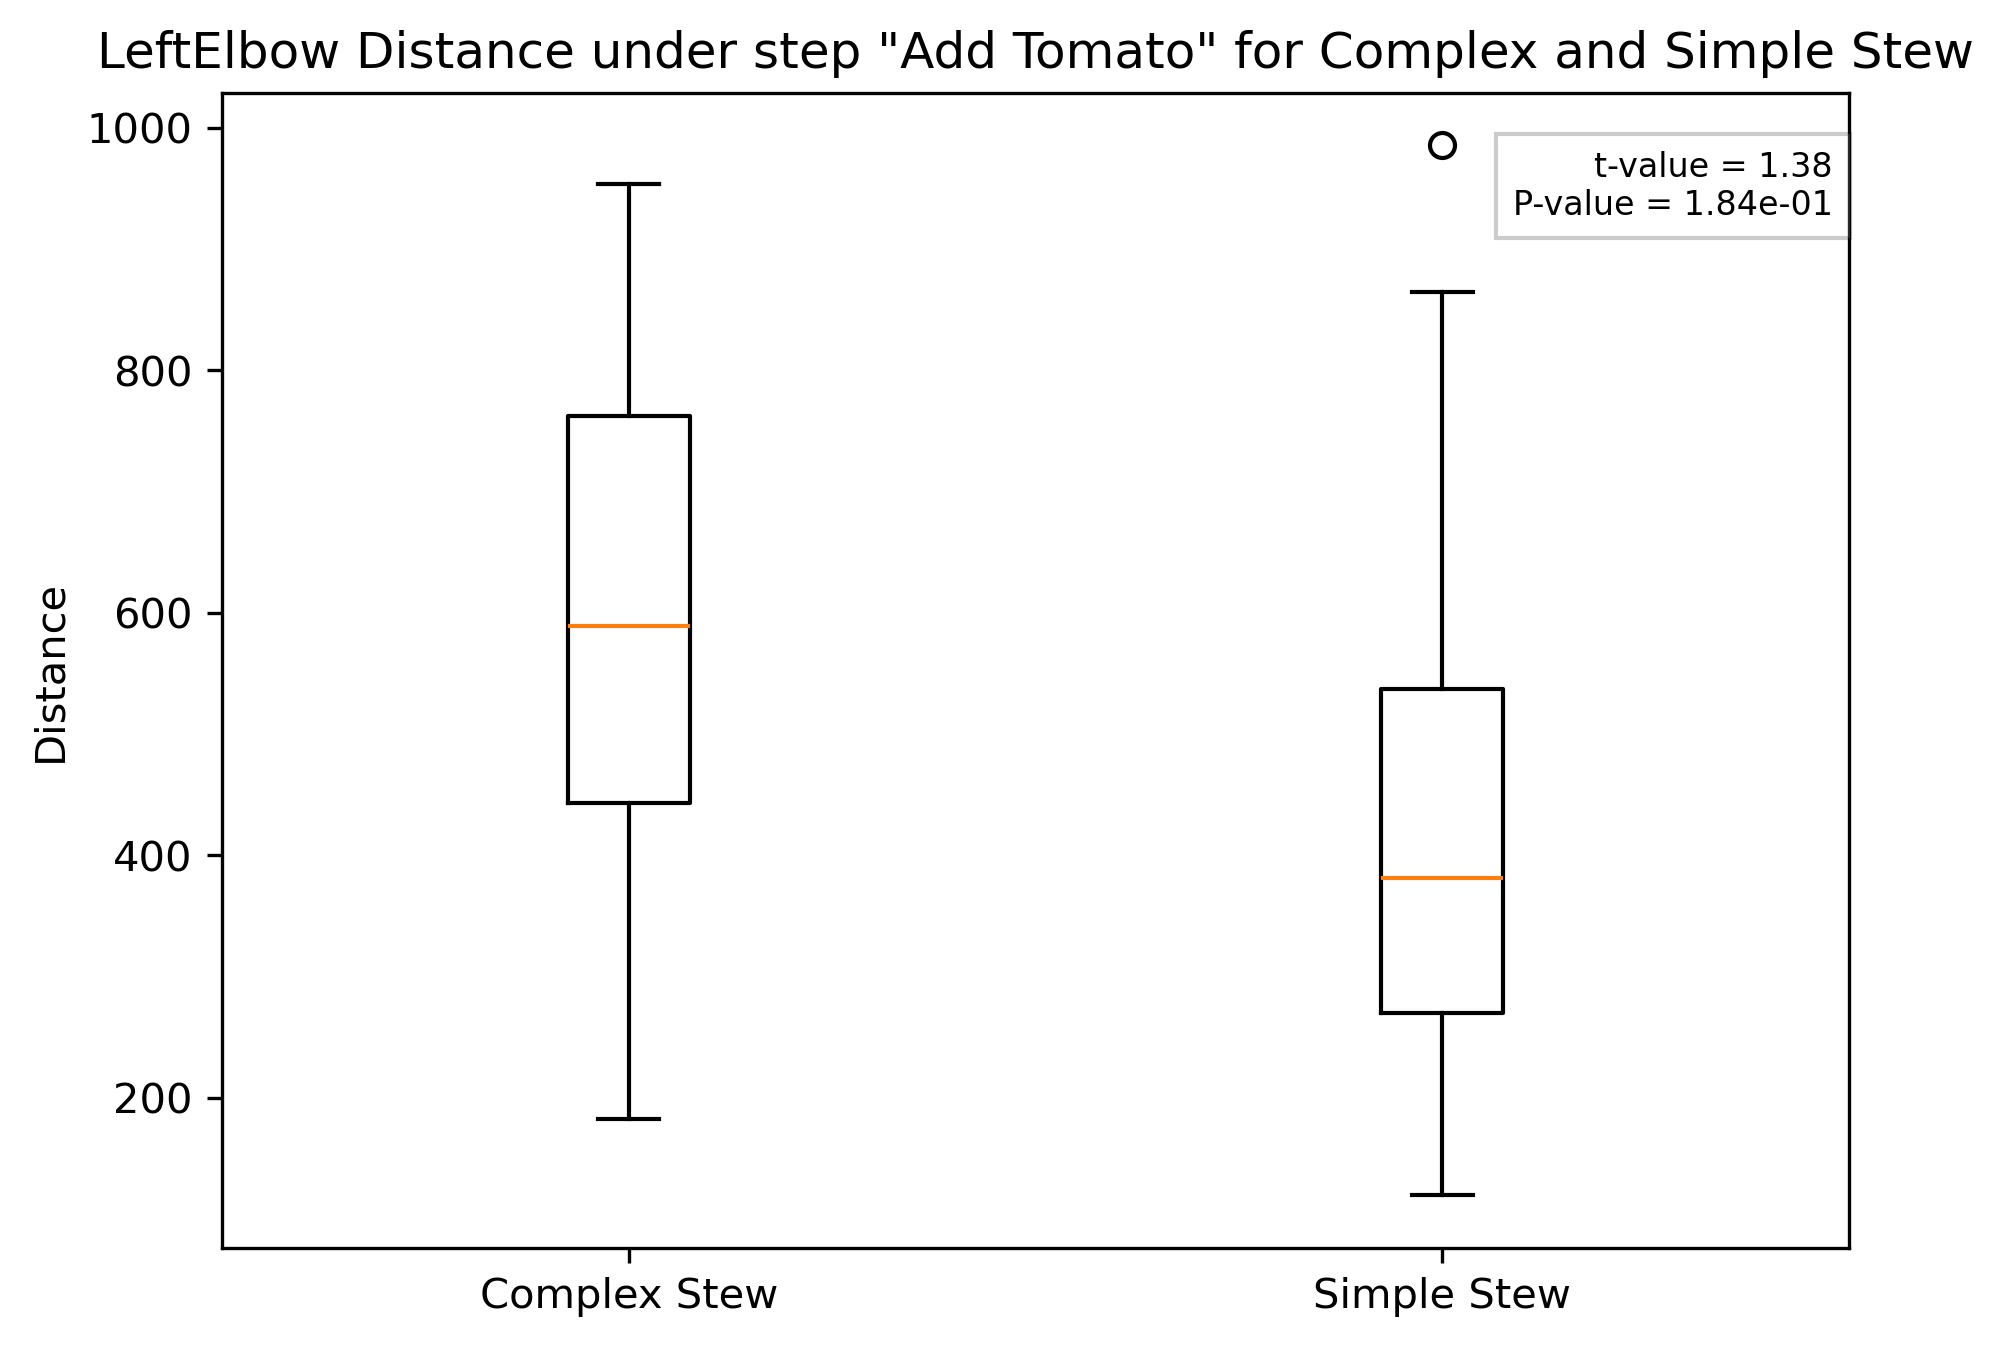 LeftElbow Distance under step "Add Tomato" for Complex and Simple Stew
1000
800
600
400
200
Distance
t-value = 1.38
P-value = 1.84e-01
Complex Stew
Simple Stew